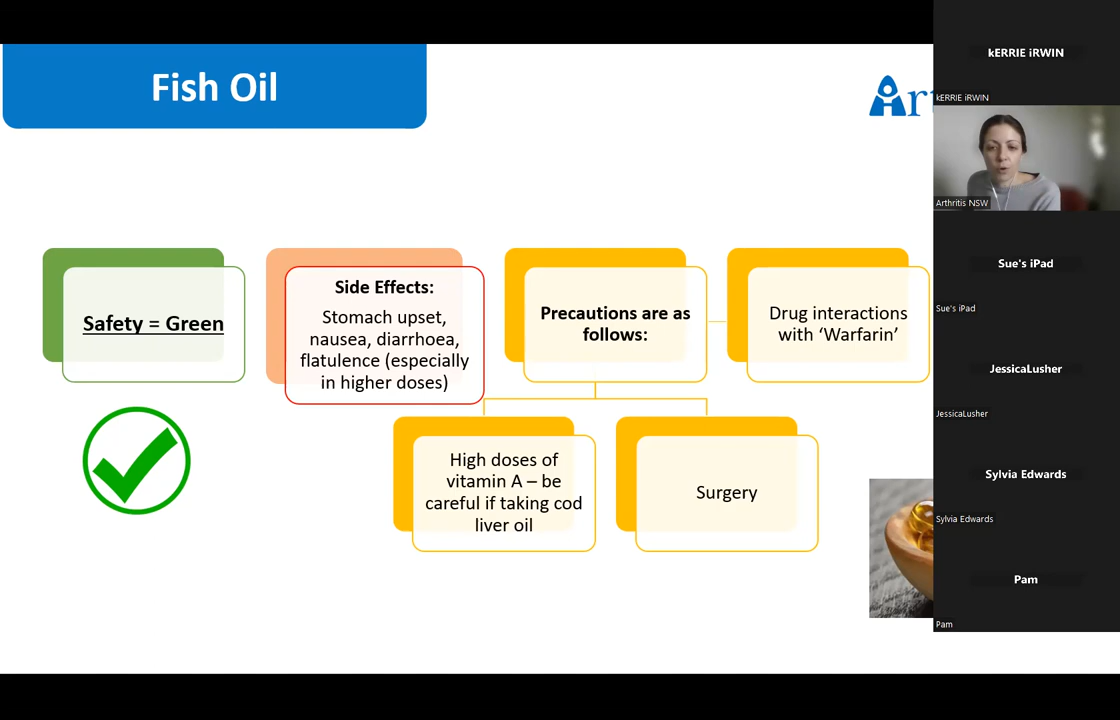 Fish Oil
Safety = Green
Side Effects:
Stomach upset,
nausea, diarrhoea,
flatulence (especially
in higher doses)
Precautions are as
follows:
Drug interactions
with ‘Warfarin’
High doses of
vitamin A – be
careful if taking cod
liver oil
Surgery
kERRIE iRWIN
kERRIE iRWIN
Arthritis NSW
Sue's iPad
Sue's iPad
JessicaLusher
JessicaLusher
Sylvia Edwards
Sylvia Edwards
Pam
Pam